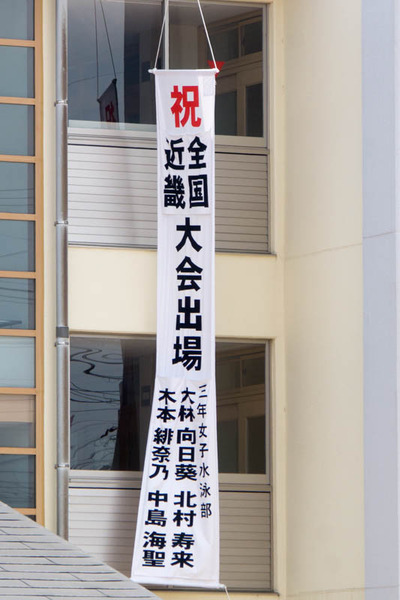 祝
全国
近畿
大会出場
三年女子水泳部
大林 向日葵 北村 寿来
木本 緋奈乃 中島 海聖